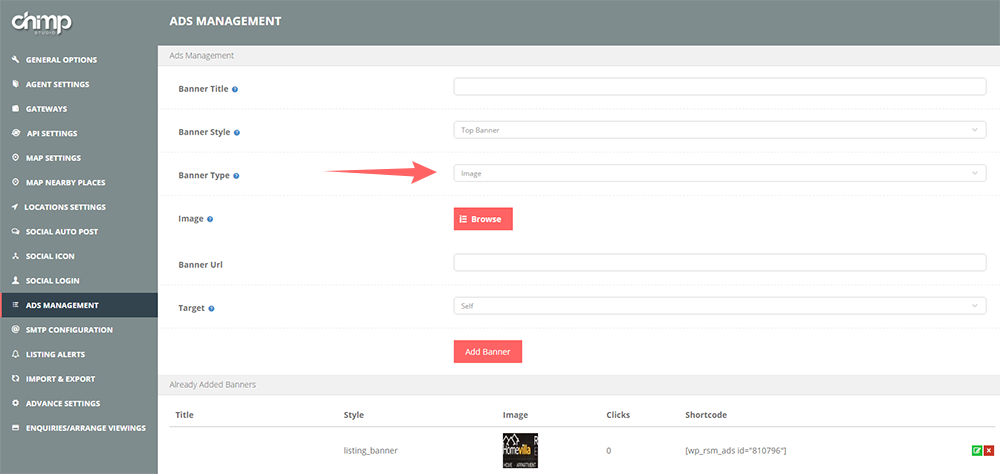 chimp
STUDIO
ADS MANAGEMENT
GENERAL OPTIONS
AGENT SETTINGS
GATEWAYS
API SETTINGS
MAP SETTINGS
MAP NEARBY PLACES
LOCATIONS SETTINGS
SOCIAL AUTO POST
SOCIAL ICON
SOCIAL LOGIN
ADS MANAGEMENT
SMTP CONFIGURATION
LISTING ALERTS
IMPORT & EXPORT
ADVANCE SETTINGS
ENQUIRIES/ARRANGE VIEWINGS
Ads Management
Banner Title ?
Banner Style ? Top Banner
Banner Type ? Image
Image ? Browse
Banner Url
Target ? Self
Add Banner
Already Added Banners
Title Style Image Clicks Shortcode
listing_banner Homevilla 0 [wp_rsm_ads id="810796"]
HOME APPARTMENT